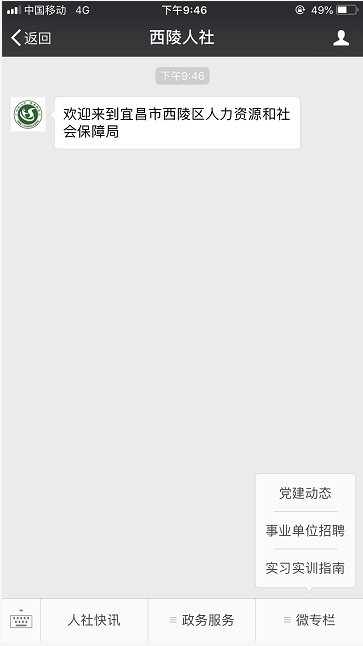 中国移动 4G 下午9:46 49%
返回 西陵人社
下午9:46
欢迎来到宜昌市西陵区人力资源和社
会保障局
党建动态
事业单位招聘
实习实训指南
人社快讯 政务服务 微专栏